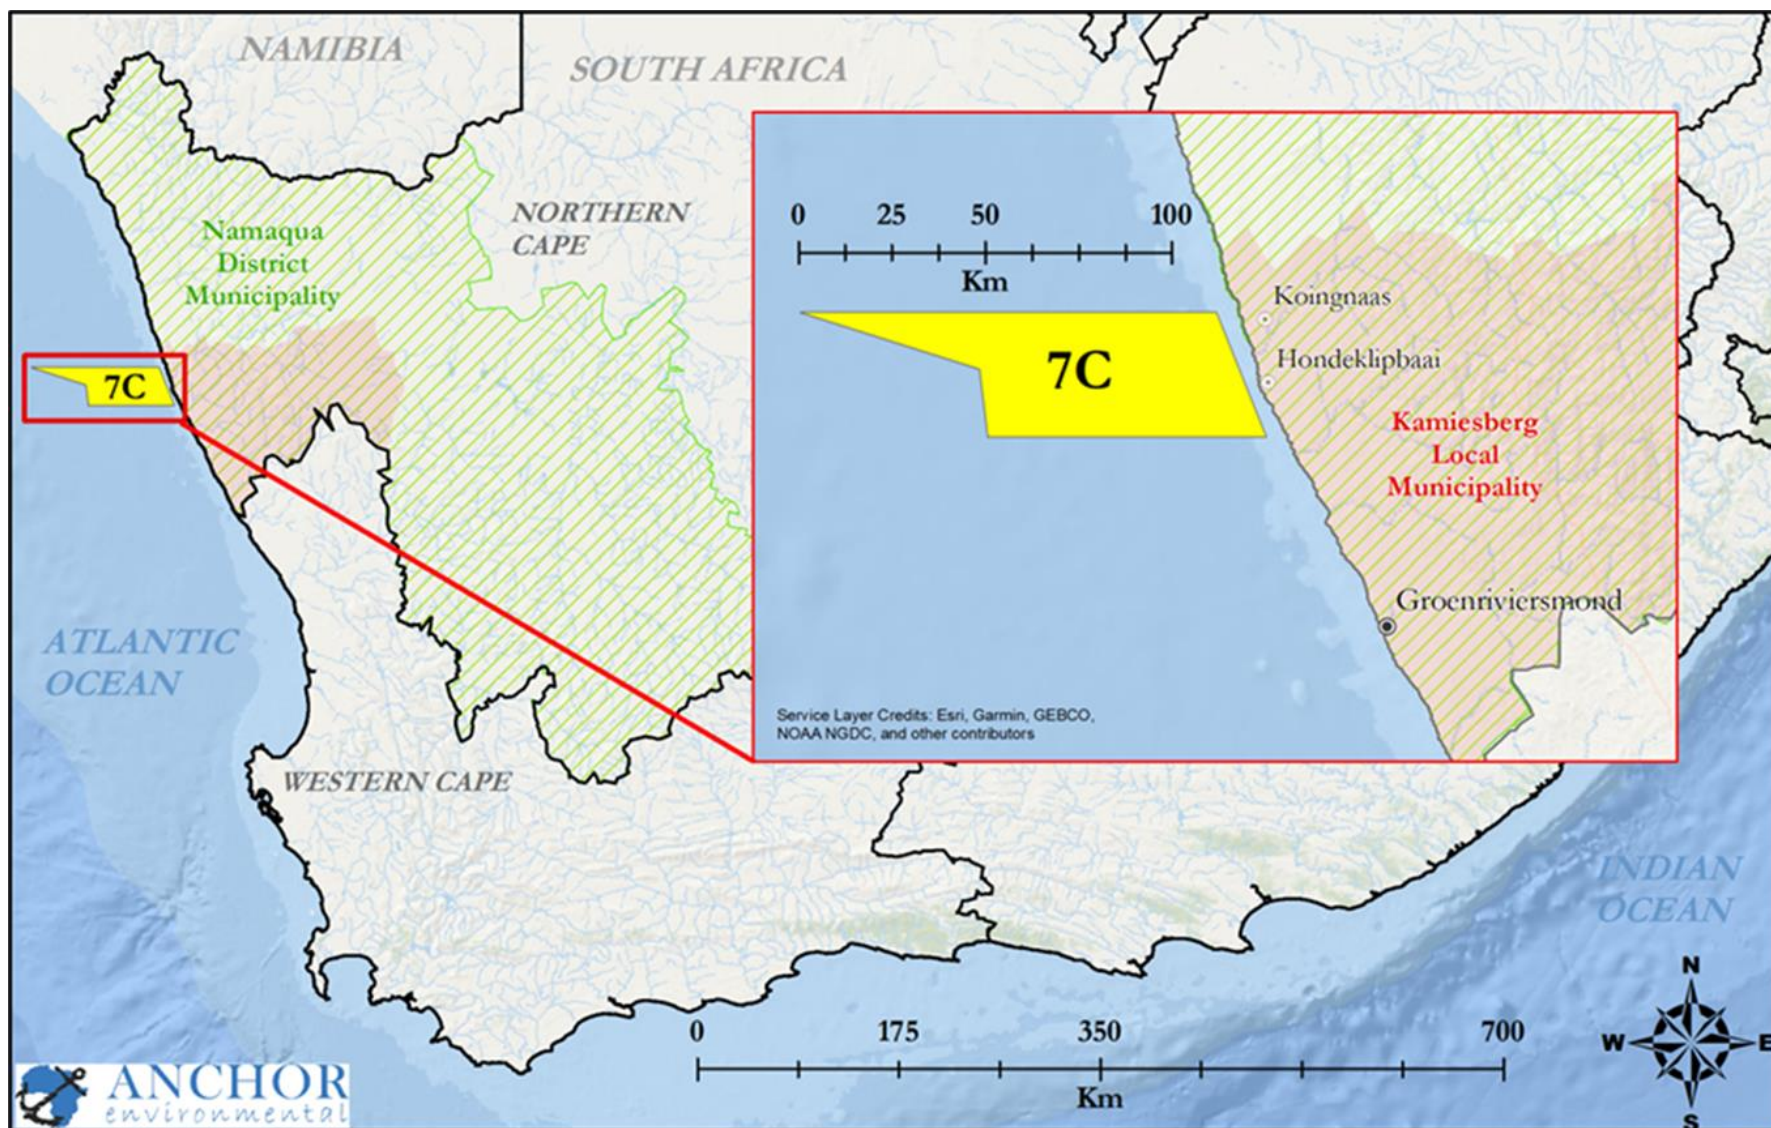 NAMIBIA
SOUTH AFRICA
NORTHERN
CAPE
Namaqua
District
Municipality
7C
0 25 50 100
Km
Koingnaas
7C
Hondeklipbaai
Kamiesberg
Local
Municipality
Groenriviersmond
ATLANTIC
OCEAN
Service Layer Credits: Esri, Garmin, GEBCO,
NOAA NGDC, and other contributors
WESTERN CAPE
INDIAN
OCEAN
N
W E
S
0 175 350 700
Km
ANCHOR
environmental